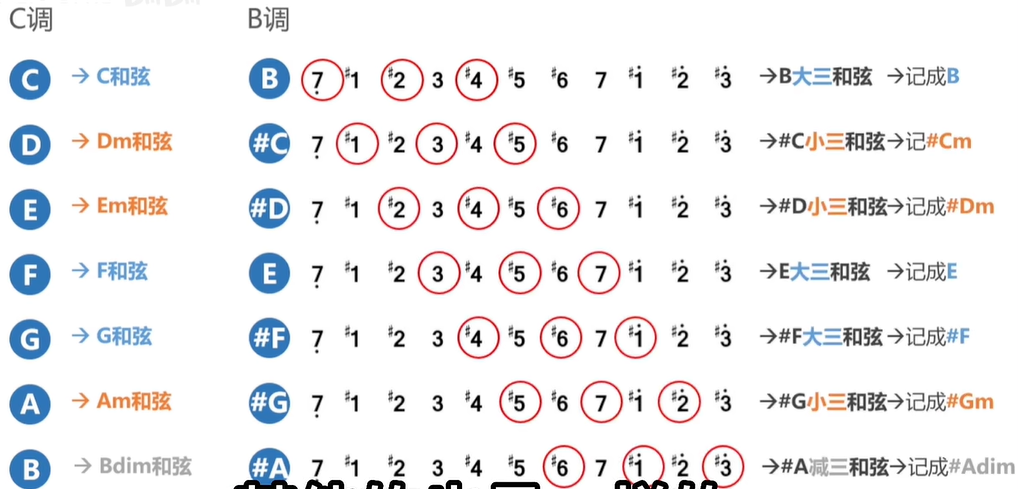 C调 B调
C → C和弦 B 7̣ #1 #2 3 #4 #5 #6 7 #1̇ #2̇ #3̇ →B大三和弦 →记成B
D → Dm和弦 #C 7̣ #1 #2 3 #4 #5 #6 7 #1̇ #2̇ #3̇ →#C小三和弦→记#Cm
E → Em和弦 #D 7̣ #1 #2 3 #4 #5 #6 7 #1̇ #2̇ #3̇ →#D小三和弦→记成#Dm
F → F和弦 E 7̣ #1 #2 3 #4 #5 #6 7 #1̇ #2̇ #3̇ →E大三和弦 →记成E
G → G和弦 #F 7̣ #1 #2 3 #4 #5 #6 7 #1̇ #2̇ #3̇ →#F大三和弦→记成#F
A → Am和弦 #G 7̣ #1 #2 3 #4 #5 #6 7 #1̇ #2̇ #3̇ →#G小三和弦→记成#Gm
B → Bdim和弦 #A 7 #1 #2 3 #4 #5 #6 7 #1̇ #2̇ #3̇ →#A减三和弦→记成#Adim